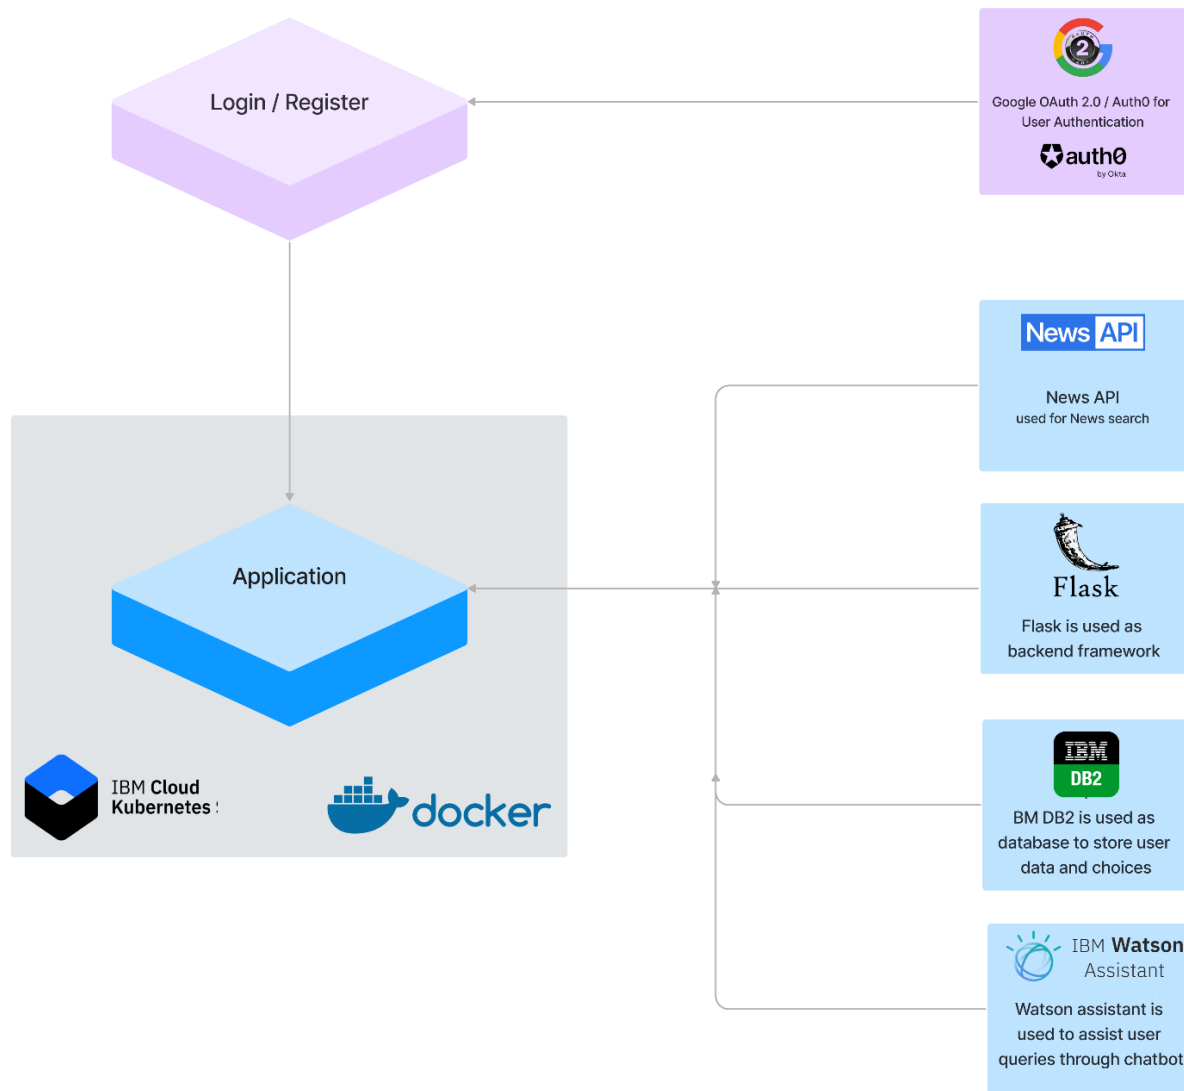 Login / Register
2
Google OAuth 2.0 / Auth0 for
User Authentication
auth0
by Okta
News API
News API
used for News search
Flask
Flask is used as
backend framework
Application
IBM Cloud
Kubernetes
docker
IBM
DB2
BM DB2 is used as
database to store user
data and choices
IBM Watson
Assistant
Watson assistant is
used to assist user
queries through chatbot